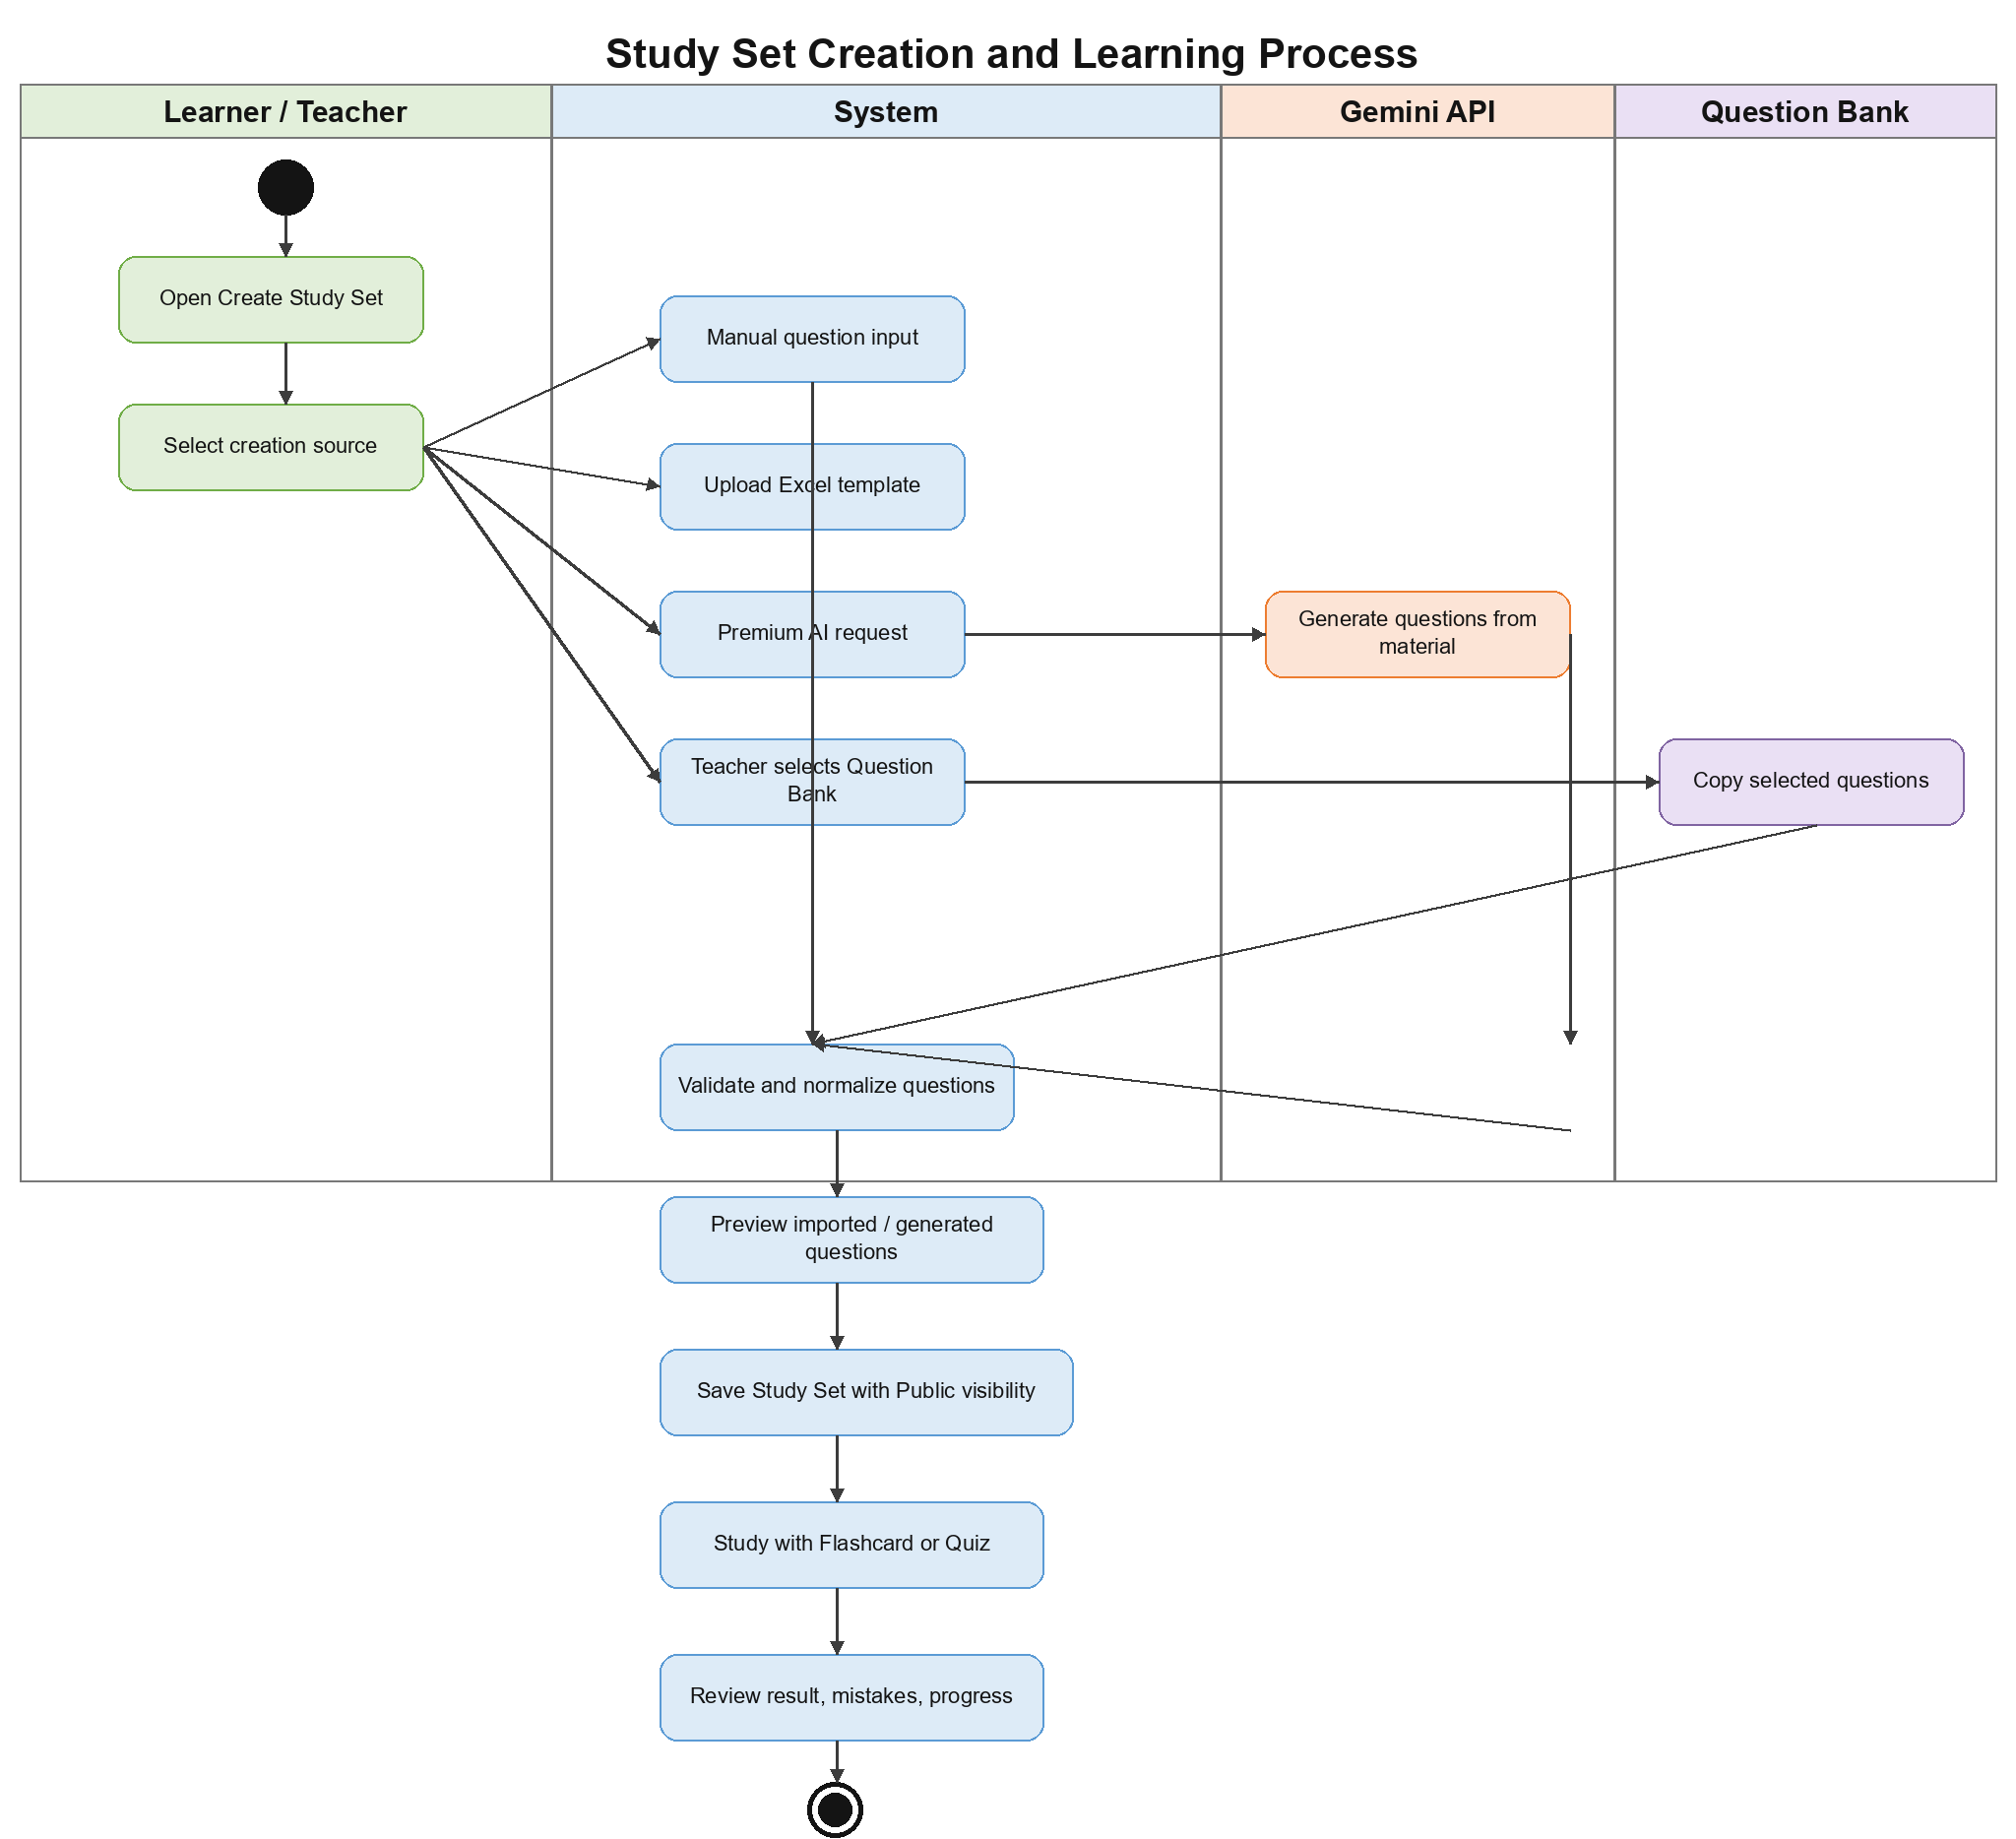 Study Set Creation and Learning Process
Learner / Teacher
System
Gemini API
Question Bank
Open Create Study Set
Manual question input
Select creation source
Upload Excel template
Premium AI request
Generate questions from
material
Teacher selects Question
Bank
Copy selected questions
Validate and normalize questions
Preview imported / generated
questions
Save Study Set with Public visibility
Study with Flashcard or Quiz
Review result, mistakes, progress